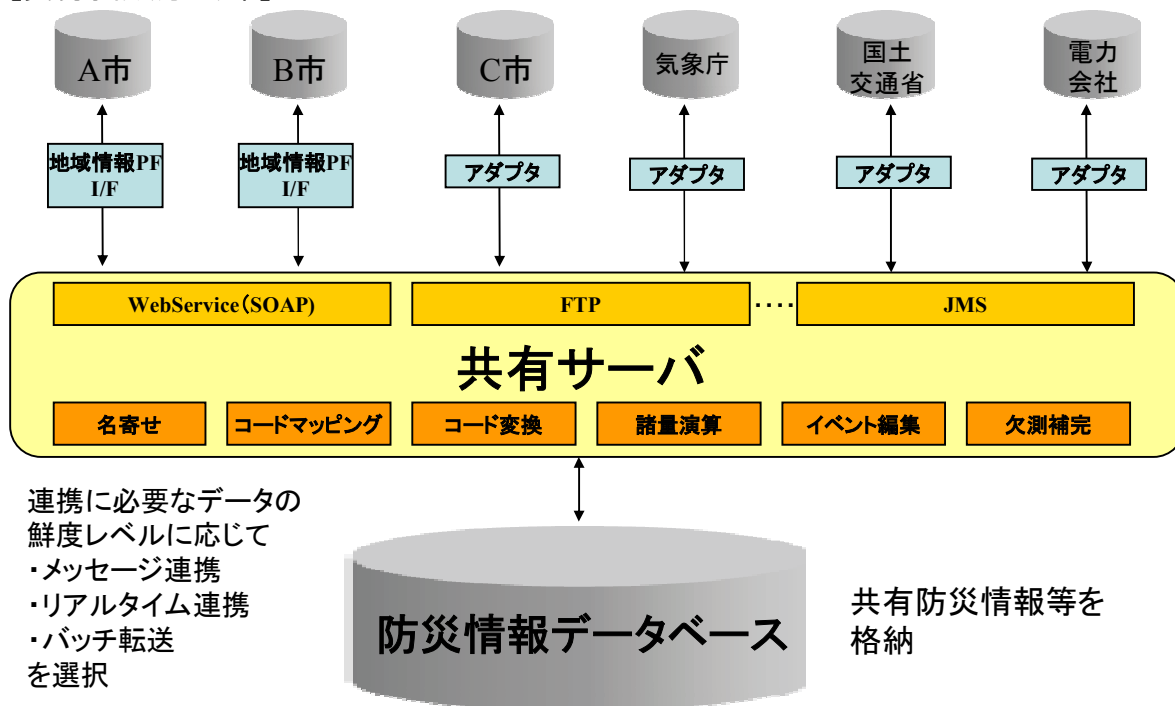 A市
B市
C市
気象庁
国土
交通省
電力
会社
地域情報PF
I/F
地域情報PF
I/F
アダプタ
アダプタ
アダプタ
アダプタ
WebService(SOAP)
FTP
‥‥
JMS
共有サーバ
名寄せ
コードマッピング
コード変換
諸量演算
イベント編集
欠測補完
連携に必要なデータの
鮮度レベルに応じて
・メッセージ連携
・リアルタイム連携
・バッチ転送
を選択
防災情報データベース
共有防災情報等を
格納